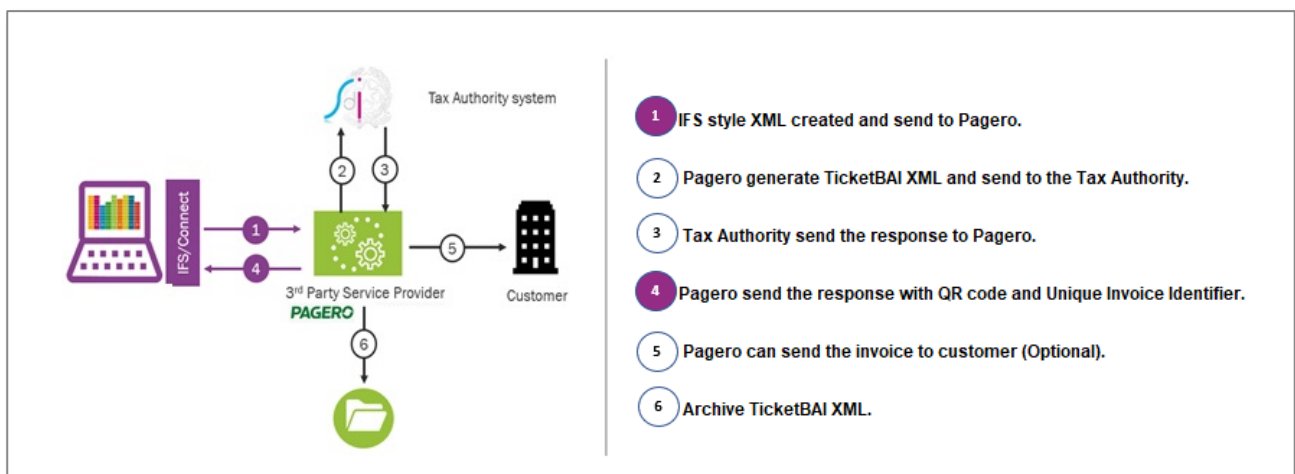 Tax Authority system
di
2
3
IFS/Connect
1
4
5
3rd Party Service Provider
PAGERO
Customer
6
1 IFS style XML created and send to Pagero.
2 Pagero generate TicketBAI XML and send to the Tax Authority.
3 Tax Authority send the response to Pagero.
4 Pagero send the response with QR code and Unique Invoice Identifier.
5 Pagero can send the invoice to customer (Optional).
6 Archive TicketBAI XML.